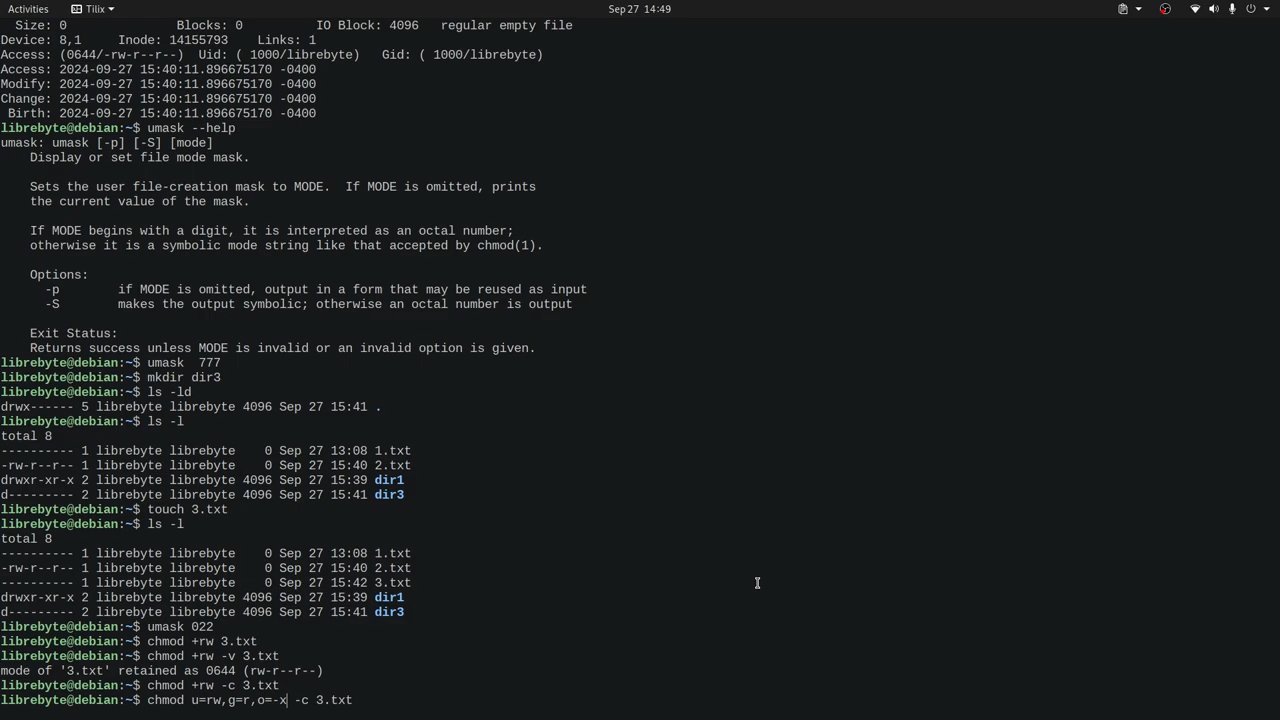 Activities Tilix Sep 27 14:49
Size: 0 Blocks: 0 IO Block: 4096 regular empty file
Device: 8,1 Inode: 14155793 Links: 1
Access: (0644/-rw-r--r--) Uid: ( 1000/librebyte) Gid: ( 1000/librebyte)
Access: 2024-09-27 15:40:11.896675170 -0400
Modify: 2024-09-27 15:40:11.896675170 -0400
Change: 2024-09-27 15:40:11.896675170 -0400
Birth: 2024-09-27 15:40:11.896675170 -0400
librebyte@debian:~$ umask --help
umask: umask [-p] [-S] [mode]
Display or set file mode mask.
Sets the user file-creation mask to MODE. If MODE is omitted, prints
the current value of the mask.
If MODE begins with a digit, it is interpreted as an octal number;
otherwise it is a symbolic mode string like that accepted by chmod(1).
Options:
-p if MODE is omitted, output in a form that may be reused as input
-S makes the output symbolic; otherwise an octal number is output
Exit Status:
Returns success unless MODE is invalid or an invalid option is given.
librebyte@debian:~$ umask  777
librebyte@debian:~$ mkdir dir3
librebyte@debian:~$ ls -ld
drwx------ 5 librebyte librebyte 4096 Sep 27 15:41 .
librebyte@debian:~$ ls -l
total 8
---------- 1 librebyte librebyte    0 Sep 27 13:08 1.txt
-rw-r--r-- 1 librebyte librebyte    0 Sep 27 15:40 2.txt
drwxr-xr-x 2 librebyte librebyte 4096 Sep 27 15:39 dir1
d--------- 2 librebyte librebyte 4096 Sep 27 15:41 dir3
librebyte@debian:~$ touch 3.txt
librebyte@debian:~$ ls -l
total 8
---------- 1 librebyte librebyte    0 Sep 27 13:08 1.txt
-rw-r--r-- 1 librebyte librebyte    0 Sep 27 15:40 2.txt
---------- 1 librebyte librebyte    0 Sep 27 15:42 3.txt
drwxr-xr-x 2 librebyte librebyte 4096 Sep 27 15:39 dir1
d--------- 2 librebyte librebyte 4096 Sep 27 15:41 dir3
librebyte@debian:~$ umask 022
librebyte@debian:~$ chmod +rw 3.txt
librebyte@debian:~$ chmod +rw -v 3.txt
mode of '3.txt' retained as 0644 (rw-r--r--)
librebyte@debian:~$ chmod +rw -c 3.txt
librebyte@debian:~$ chmod u=rw,g=r,o=-x -c 3.txt